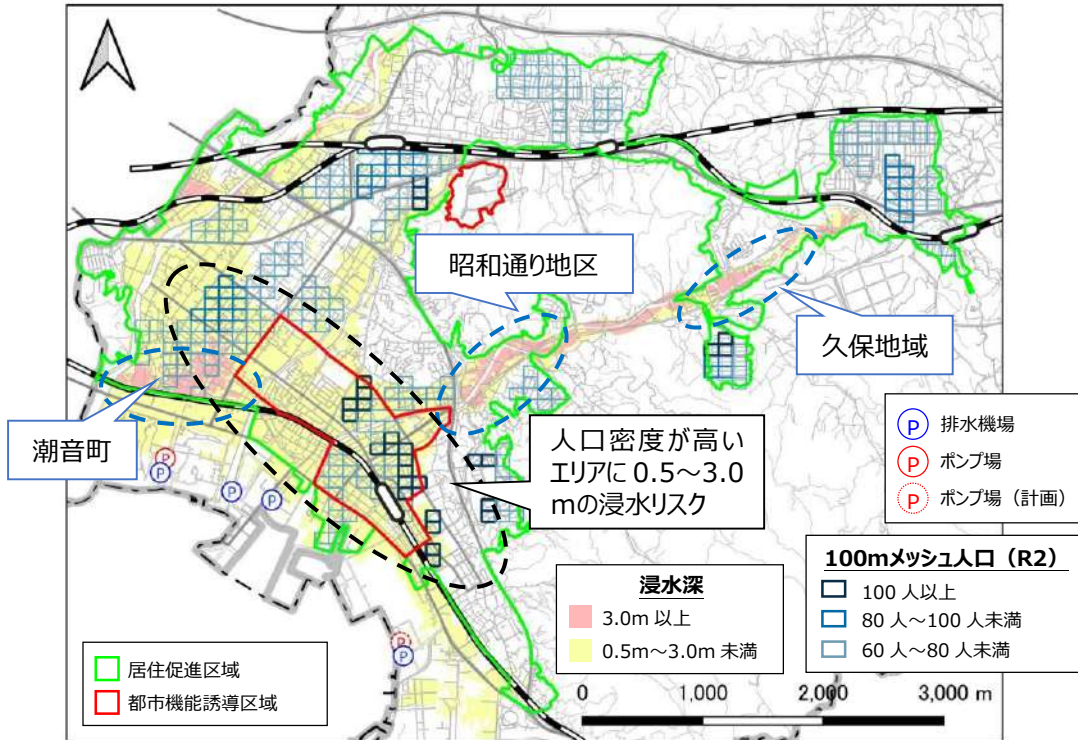 昭和通り地区
久保地域
潮音町
人口密度が高い
エリアに 0.5～3.0
mの浸水リスク
P 排水機場
P ポンプ場
P ポンプ場（計画）
P
P
P
P
P
P
浸水深
3.0m 以上
0.5m～3.0m 未満
100mメッシュ人口（R2）
100 人以上
80 人～100 人未満
60 人～80 人未満
居住促進区域
都市機能誘導区域
0 1,000 2,000 3,000 m